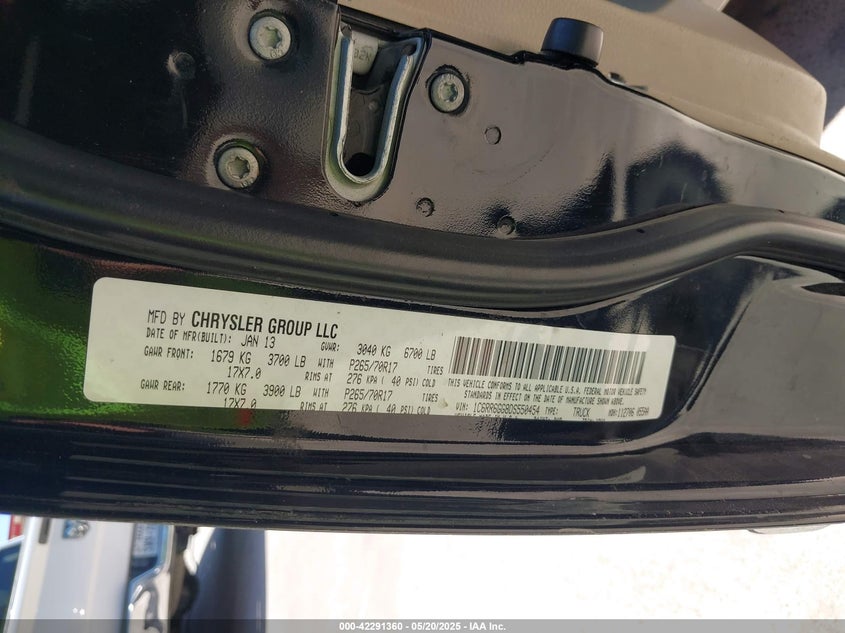 MFD BY CHRYSLER GROUP LLC
DATE OF MFR(BUILT): JAN 13 GVWR: 3040 KG 6700 LB
GAWR FRONT: 1679 KG 3700 LB WITH P265/70R17 TIRES
17X7.0 RIMS AT 276 KPA ( 40 PSI) COLD
GAWR REAR: 1770 KG 3900 LB WITH P265/70R17 TIRES
17X7.0 RIMS AT 276 KPA ( 40 PSI) COLD
THIS VEHICLE CONFORMS TO ALL APPLICABLE U.S.A. FEDERAL MOTOR VEHICLE SAFETY
STANDARDS IN EFFECT ON THE DATE OF MANUFACTURE SHOWN ABOVE.
VIN: 1C6RR6GG8DS550454 TYPE: TRUCK MDH:
000-42291360 — 05/20/2025 — IAA Inc.